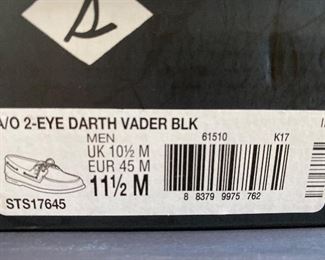 A/O 2-EYE DARTH VADER BLK
MEN 61510 K17
UK 10½ M
EUR 45 M
11½ M
STS17645
8 8379 9975 762